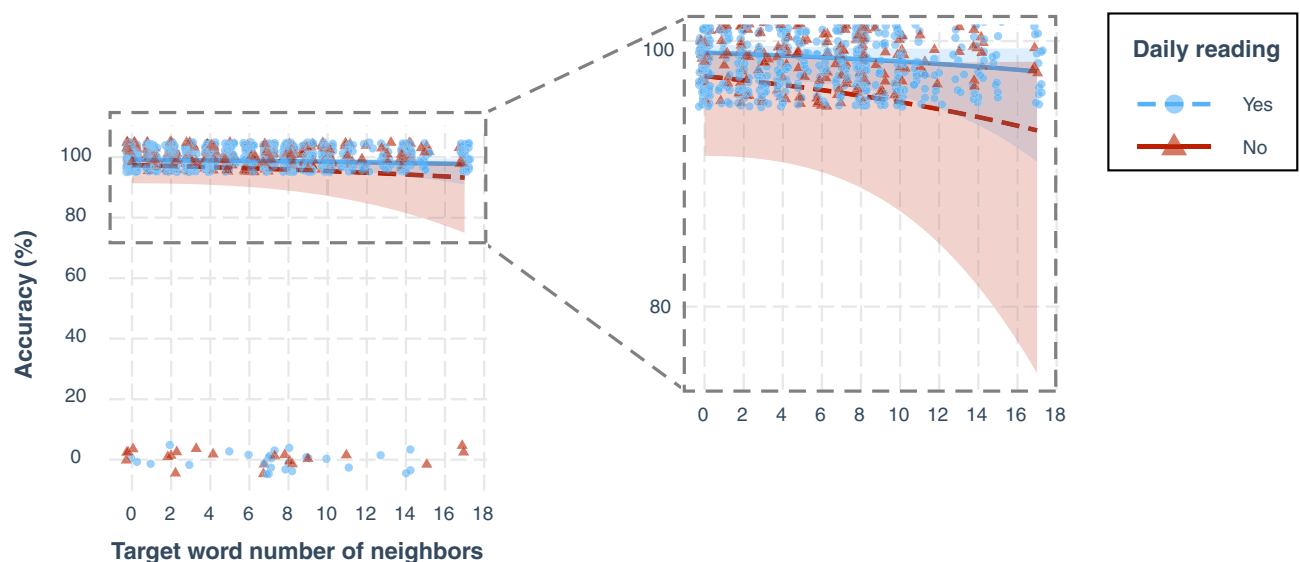 Daily reading
Yes
No
100
80
0 2 4 6 8 10 12 14 16 18
Accuracy (%)
100
80
60
40
20
0
0 2 4 6 8 10 12 14 16 18
Target word number of neighbors